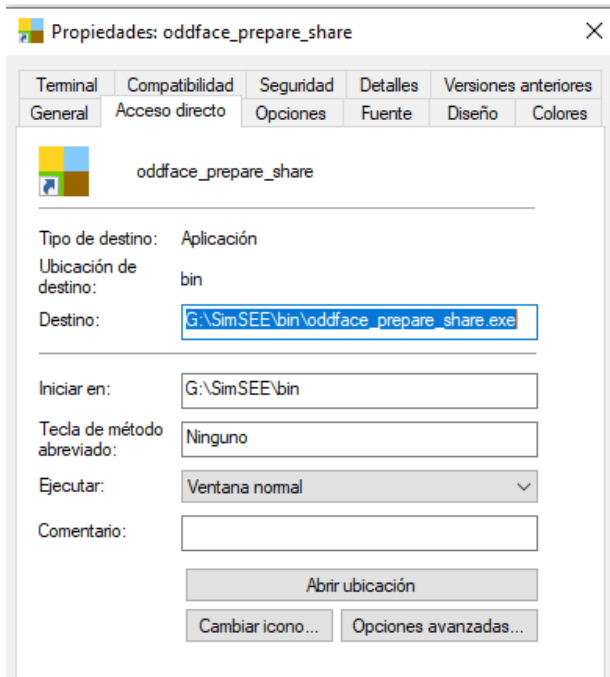 Propiedades: oddface_prepare_share
Terminal Compatibilidad Seguridad Detalles Versiones anteriores
General Acceso directo Opciones Fuente Diseño Colores
oddface_prepare_share
Tipo de destino: Aplicación
Ubicación de
destino: bin
Destino: G:\SimSEE\bin\oddface_prepare_share.exe
Iniciar en: G:\SimSEE\bin
Tecla de método
abreviado: Ninguno
Ejecutar: Ventana normal
Comentario:
Abrir ubicación
Cambiar icono... Opciones avanzadas...